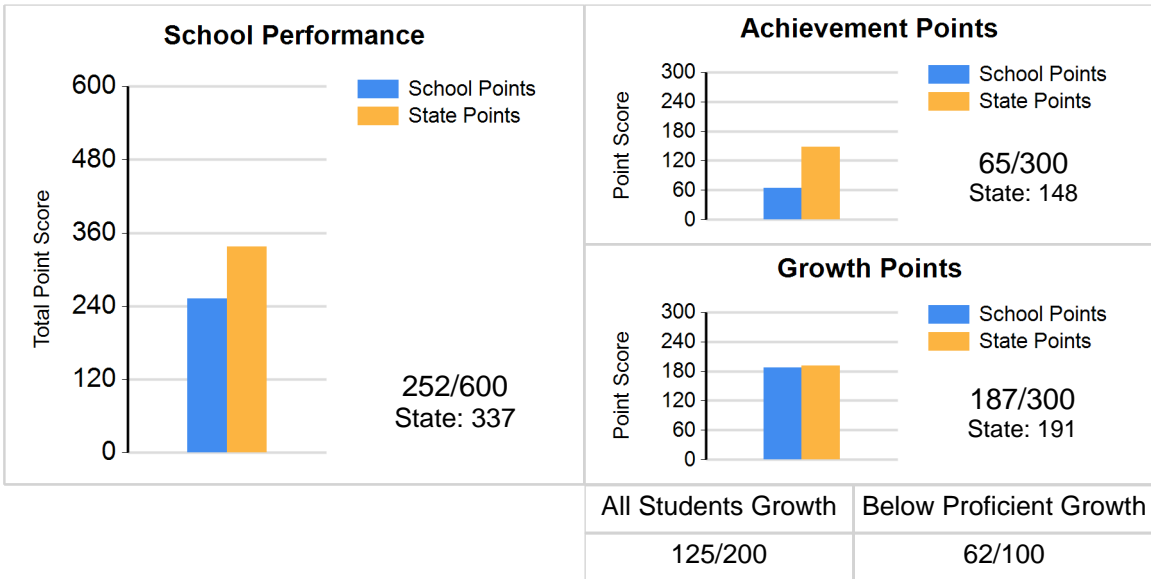 School Performance
600
480
360
240
120
0
Total Point Score
School Points
State Points
252/600
State: 337
Achievement Points
300
240
180
120
60
0
Point Score
School Points
State Points
65/300
State: 148
Growth Points
300
240
180
120
60
0
Point Score
School Points
State Points
187/300
State: 191
All Students Growth Below Proficient Growth
125/200 62/100